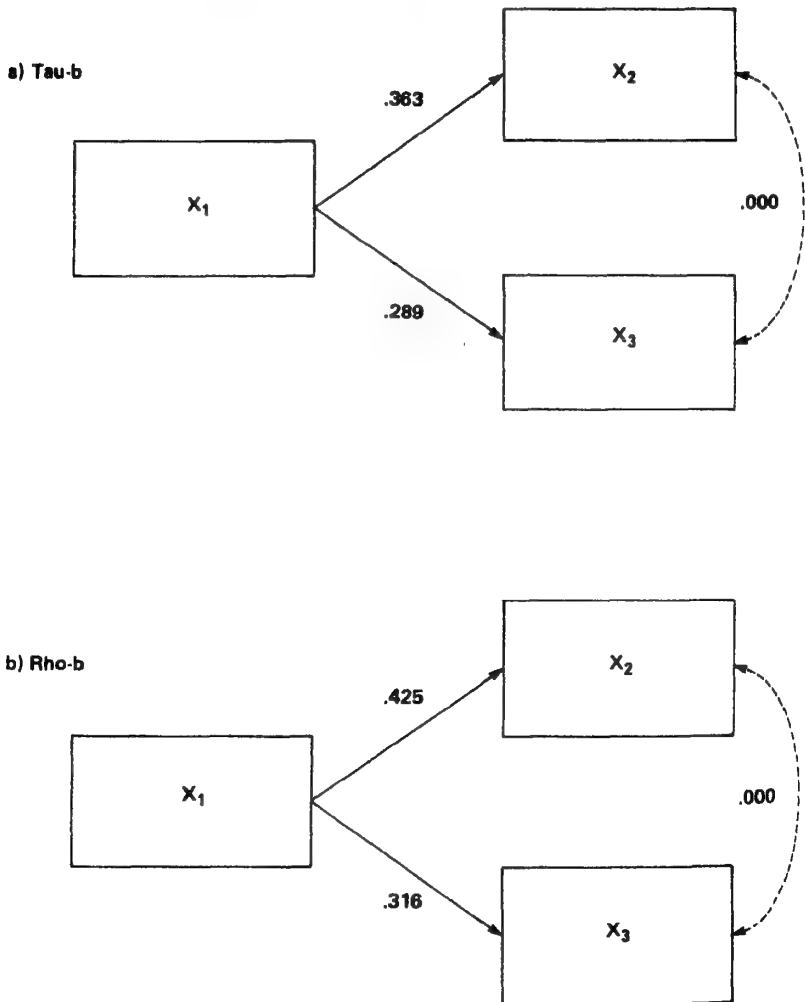 a) Tau-b
X₂
.363
X₁
.000
.289
X₃
b) Rho-b
X₂
.425
X₁
.000
.316
X₃